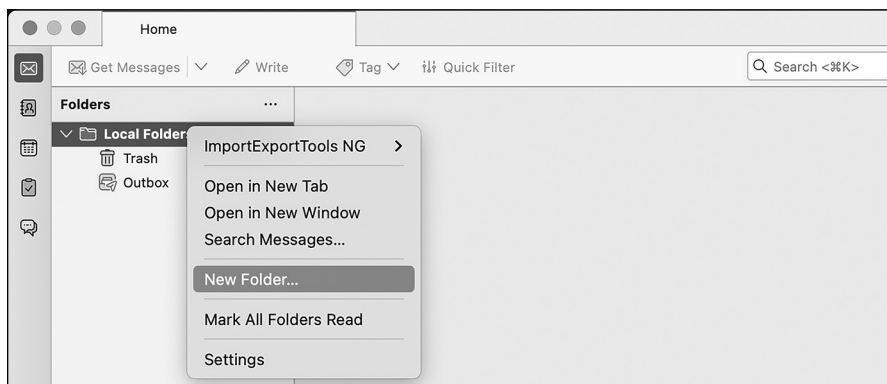 Home
Get Messages Write Tag Quick Filter Search <⌘K>
Folders ...
Local Folders
Trash
Outbox
ImportExportTools NG
Open in New Tab
Open in New Window
Search Messages...
New Folder...
Mark All Folders Read
Settings